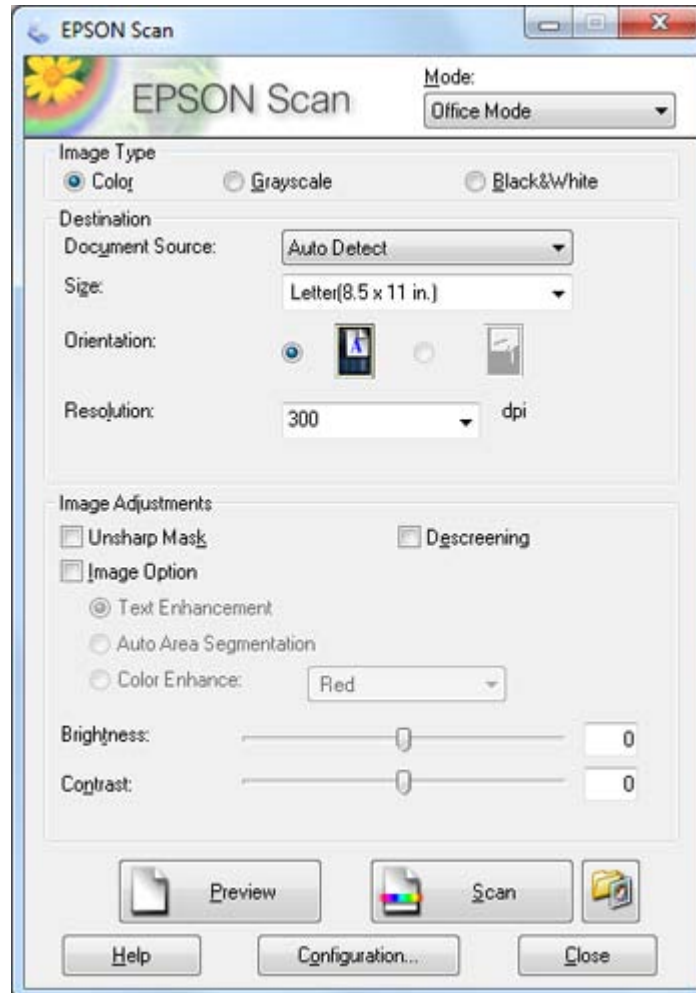 EPSON Scan
EPSON Scan
Mode:
Office Mode
Image Type
Color Grayscale Black&White
Destination
Document Source: Auto Detect
Size: Letter(8.5 x 11 in.)
Orientation: A
Resolution: 300 dpi
Image Adjustments
Unsharp Mask Descreening
Image Option
Text Enhancement
Auto Area Segmentation
Color Enhance: Red
Brightness: 0
Contrast: 0
Preview Scan
Help Configuration... Close